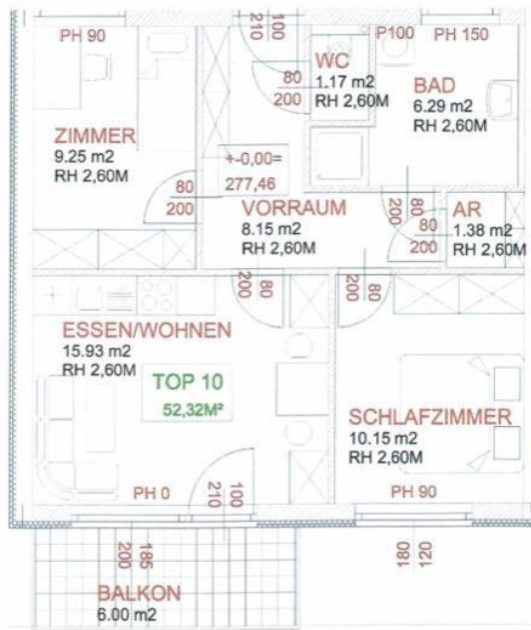 PH 90
100
210
P100
PH 150
WC
1.17 m2
RH 2,60M
80
200
BAD
6.29 m2
RH 2,60M
ZIMMER
9.25 m2
RH 2,60M
+-0,00=
277,46
80
200
VORRAUM
8.15 m2
RH 2,60M
80
200
80
200
AR
1.38 m2
RH 2,60M
80
200
80
200
ESSEN/WOHNEN
15.93 m2
RH 2,60M
TOP 10
52,32M²
SCHLAFZIMMER
10.15 m2
RH 2,60M
PH 0
100
210
PH 90
185
200
120
180
BALKON
6.00 m2